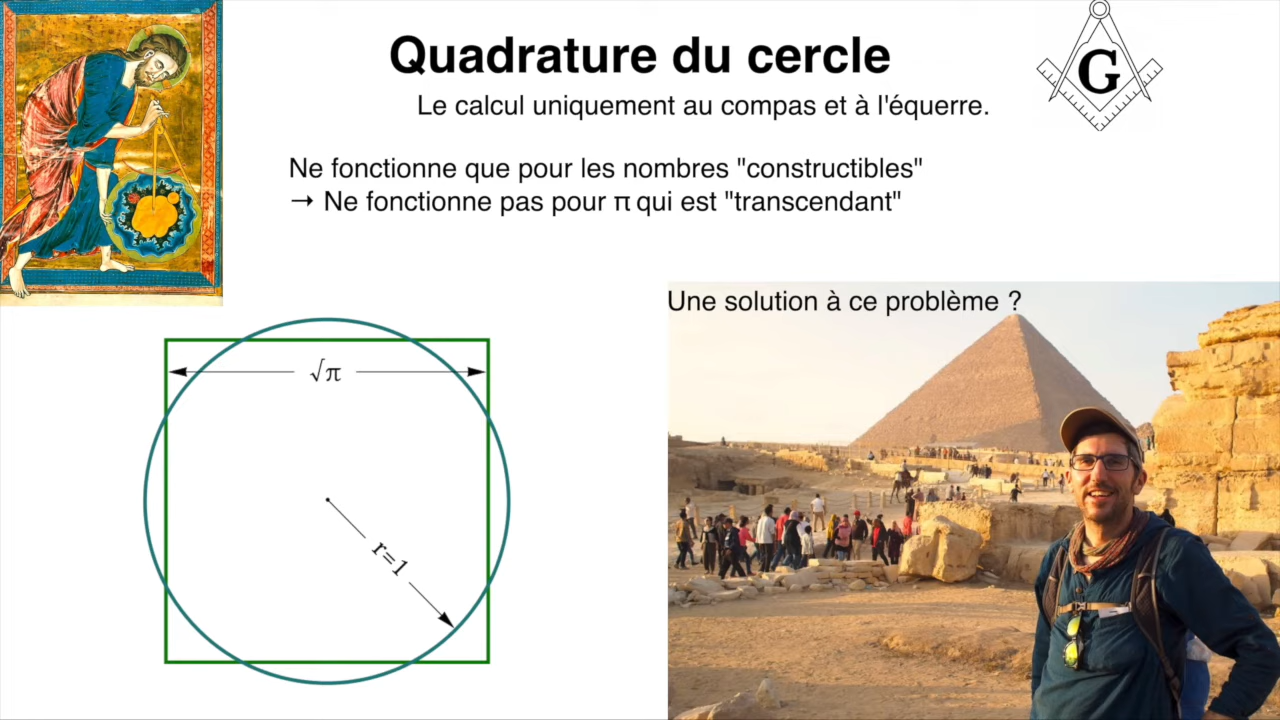 Quadrature du cercle
Le calcul uniquement au compas et à l'équerre.
G
Ne fonctionne que pour les nombres "constructibles"
→ Ne fonctionne pas pour π qui est "transcendant"
Une solution à ce problème ?
√π
r=1